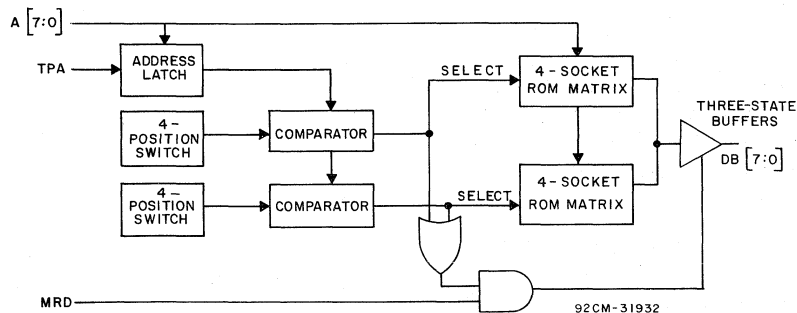 A [7:0]
TPA
ADDRESS
LATCH
SELECT
4 - SOCKET
ROM MATRIX
THREE-STATE
BUFFERS
4 -
POSITION
SWITCH
COMPARATOR
DB [7:0]
4 -
POSITION
SWITCH
COMPARATOR
SELECT
4 - SOCKET
ROM MATRIX
MRD
92CM-31932